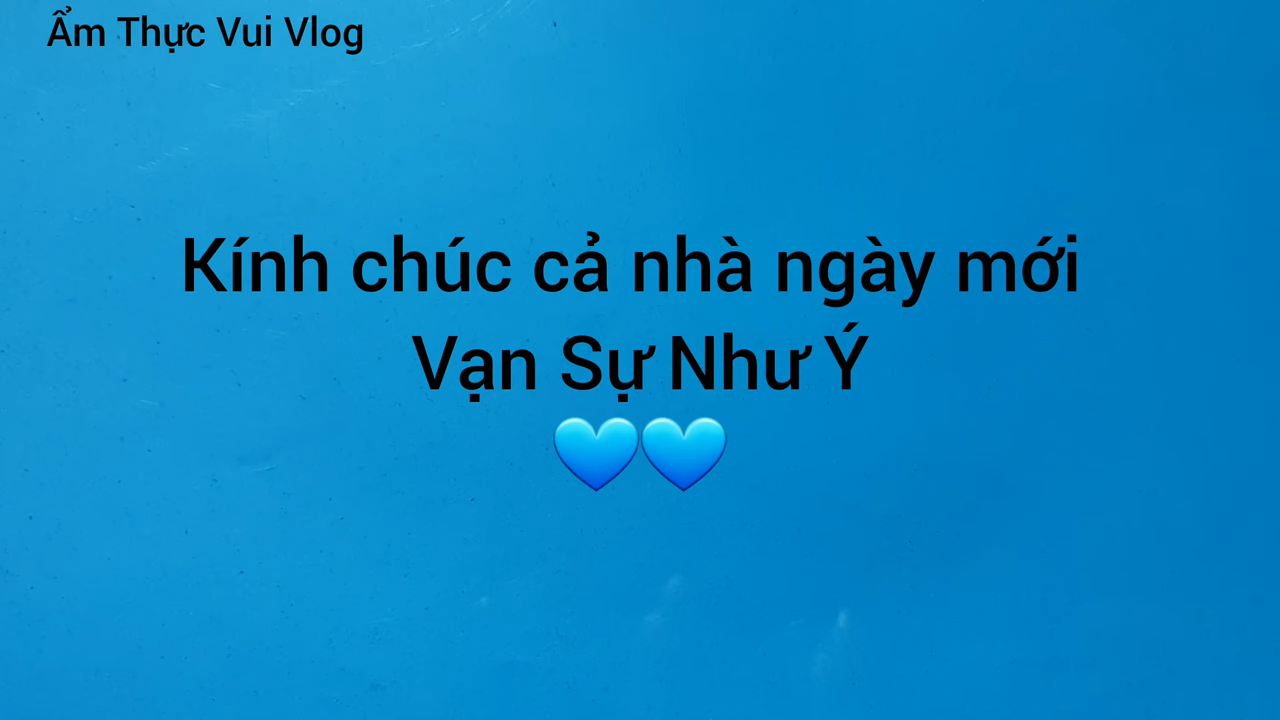 Ẩm Thực Vui Vlog
Kính chúc cả nhà ngày mới
Vạn Sự Như Ý
💙💙